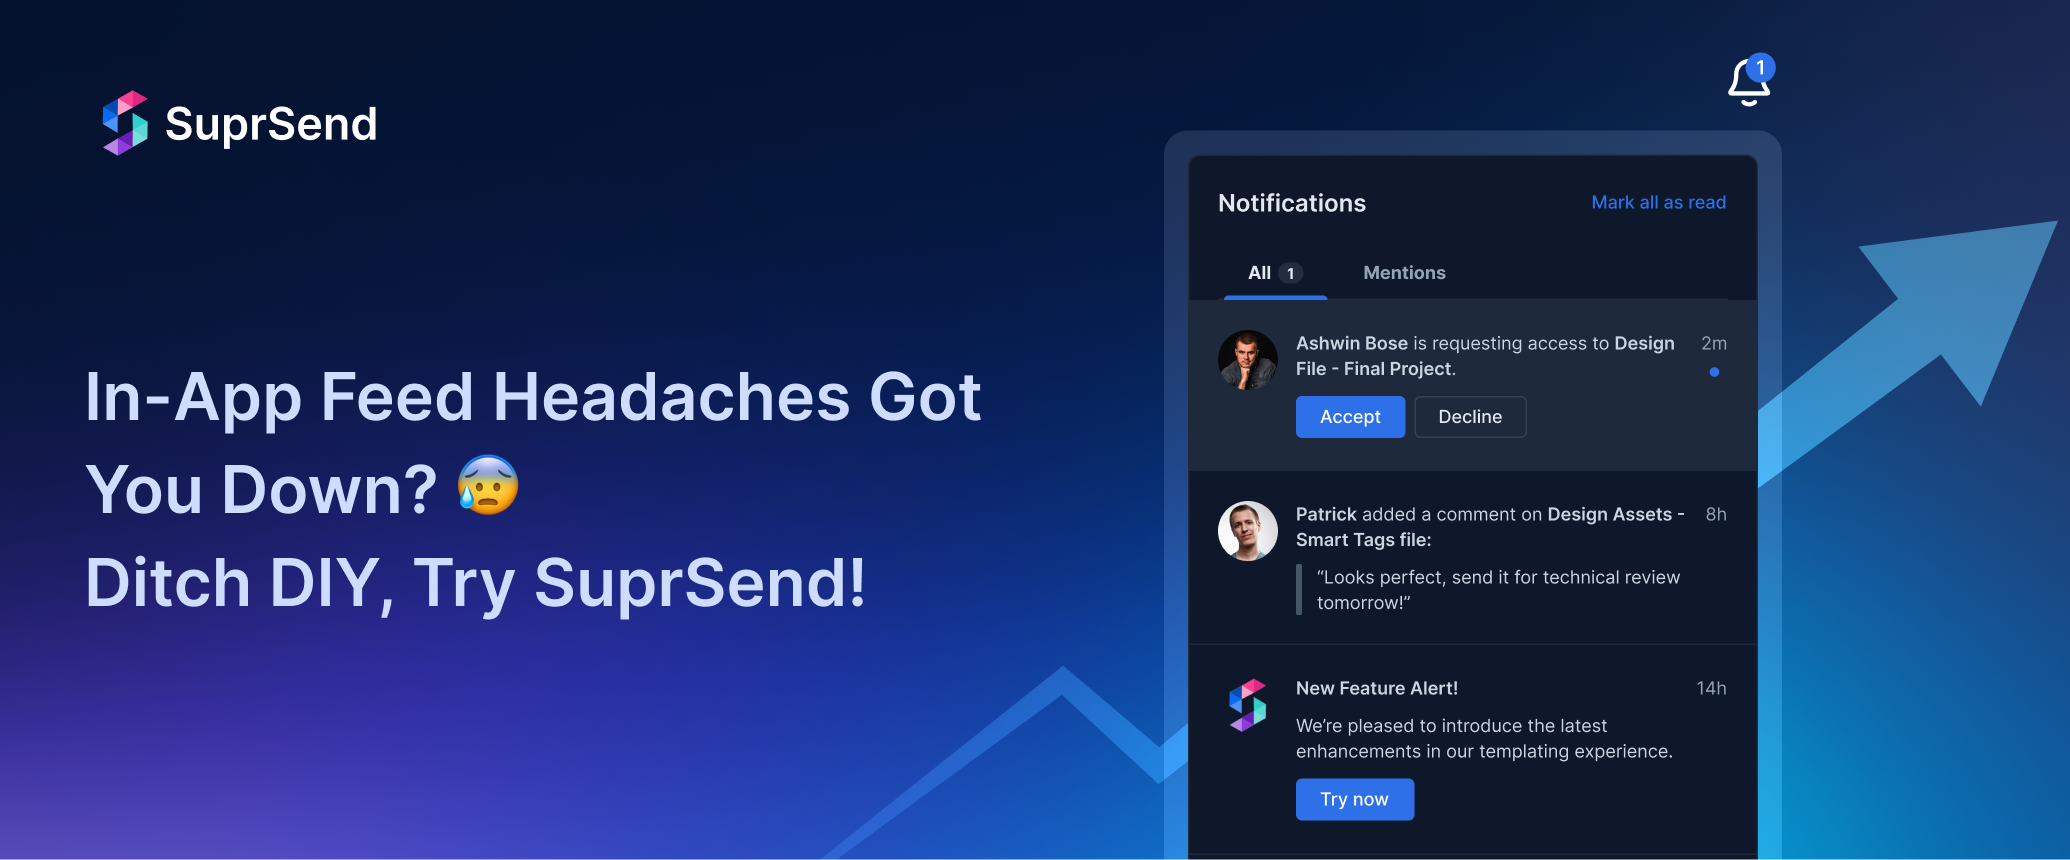 SuprSend
In-App Feed Headaches Got
You Down? 😰
Ditch DIY, Try SuprSend!
1
Notifications
Mark all as read
All 1
Mentions
Ashwin Bose is requesting access to Design
File - Final Project.
2m
Accept
Decline
Patrick added a comment on Design Assets -
Smart Tags file:
8h
“Looks perfect, send it for technical review
tomorrow!”
New Feature Alert!
14h
We’re pleased to introduce the latest
enhancements in our templating experience.
Try now